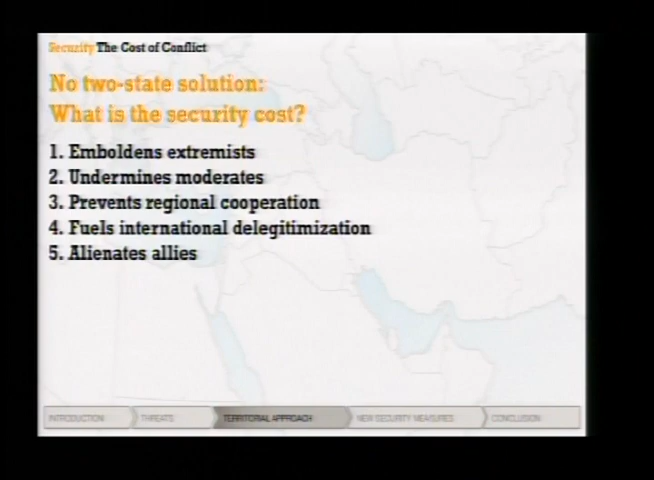 Security The Cost of Conflict
No two-state solution:
What is the security cost?
1. Emboldens extremists
2. Undermines moderates
3. Prevents regional cooperation
4. Fuels international delegitimization
5. Alienates allies
INTRODUCTION THREATS TERRITORIAL APPROACH NEW SECURITY MEASURES CONCLUSION